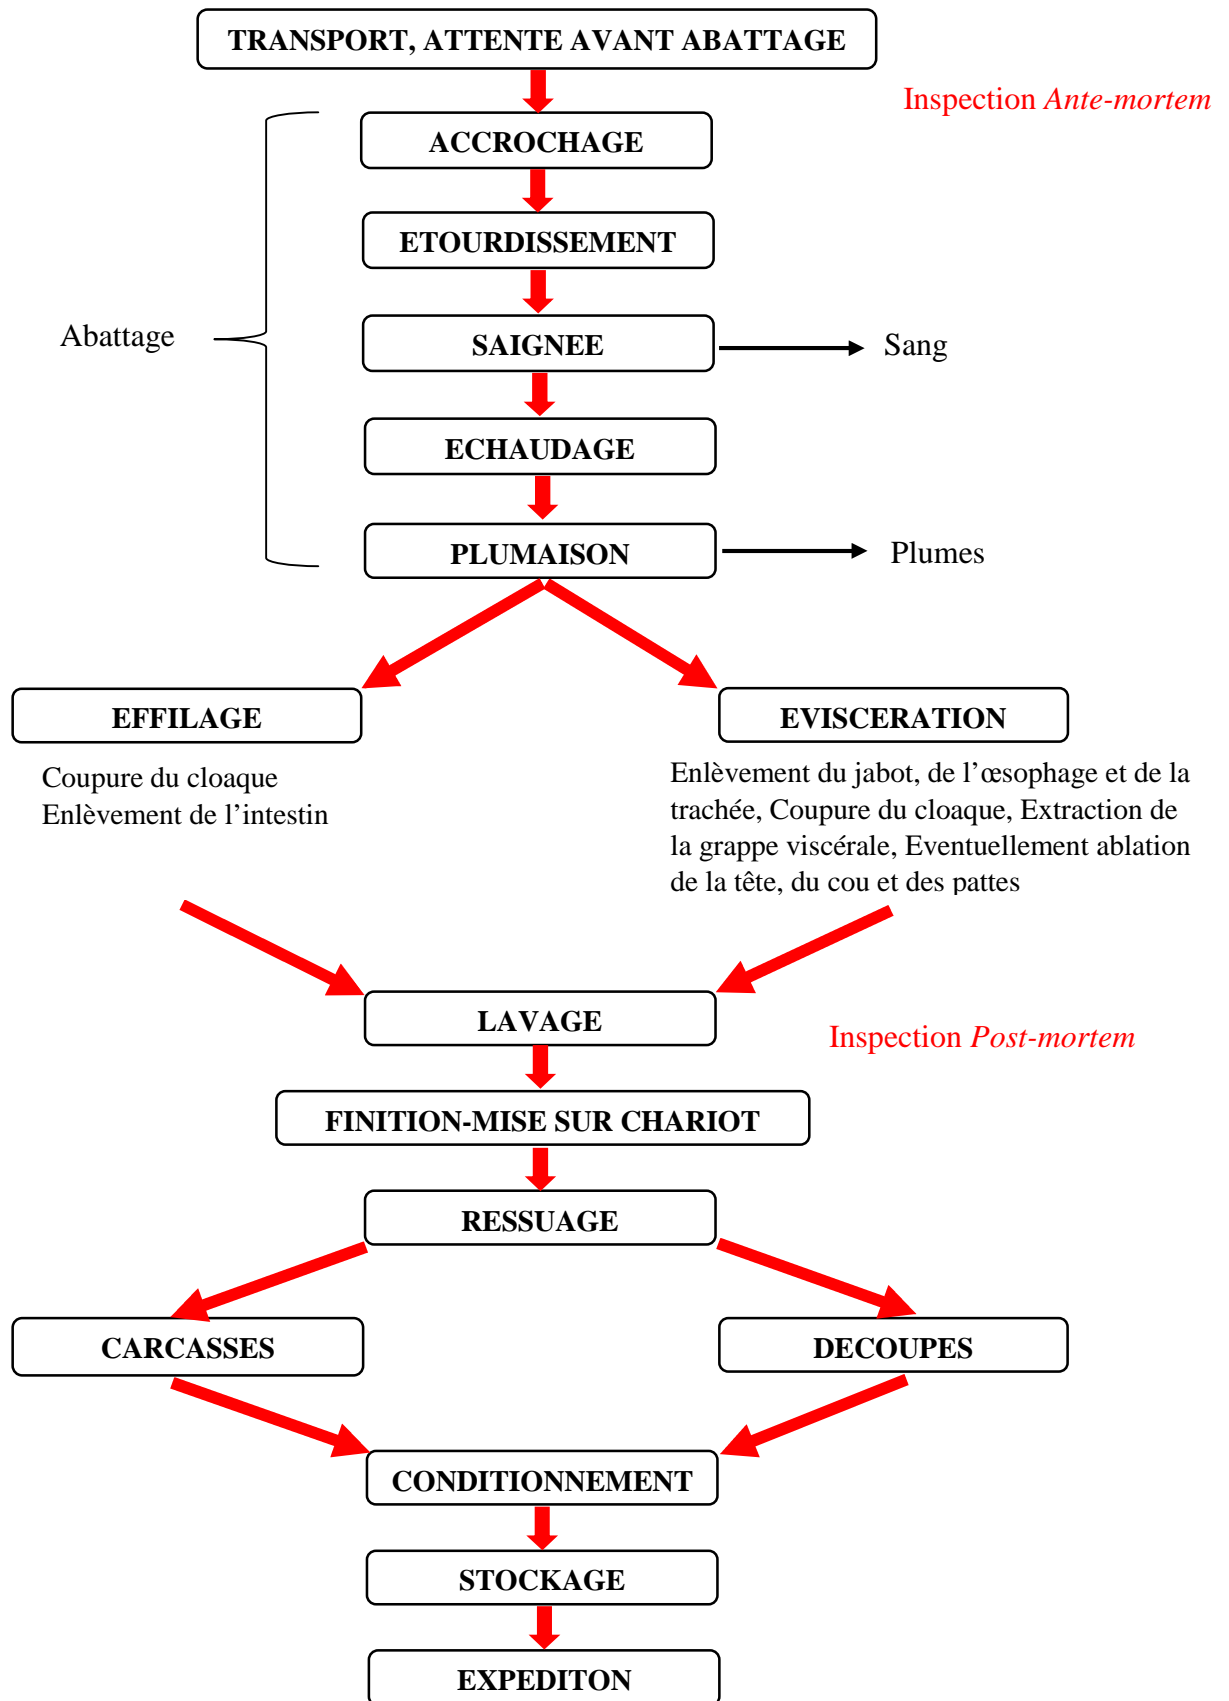 TRANSPORT, ATTENTE AVANT ABATTAGE
Inspection Ante-mortem
ACCROCHAGE
ETOURDISSEMENT
Abattage
SAIGNEE
Sang
ECHAUDAGE
PLUMAISON
Plumes
EFFILAGE
Coupure du cloaque
Enlèvement de l’intestin
EVISCERATION
Enlèvement du jabot, de l’œsophage et de la
trachée, Coupure du cloaque, Extraction de
la grappe viscérale, Eventuellement ablation
de la tête, du cou et des pattes
LAVAGE
Inspection Post-mortem
FINITION-MISE SUR CHARIOT
RESSUAGE
CARCASSES
DECOUPES
CONDITIONNEMENT
STOCKAGE
EXPEDITON